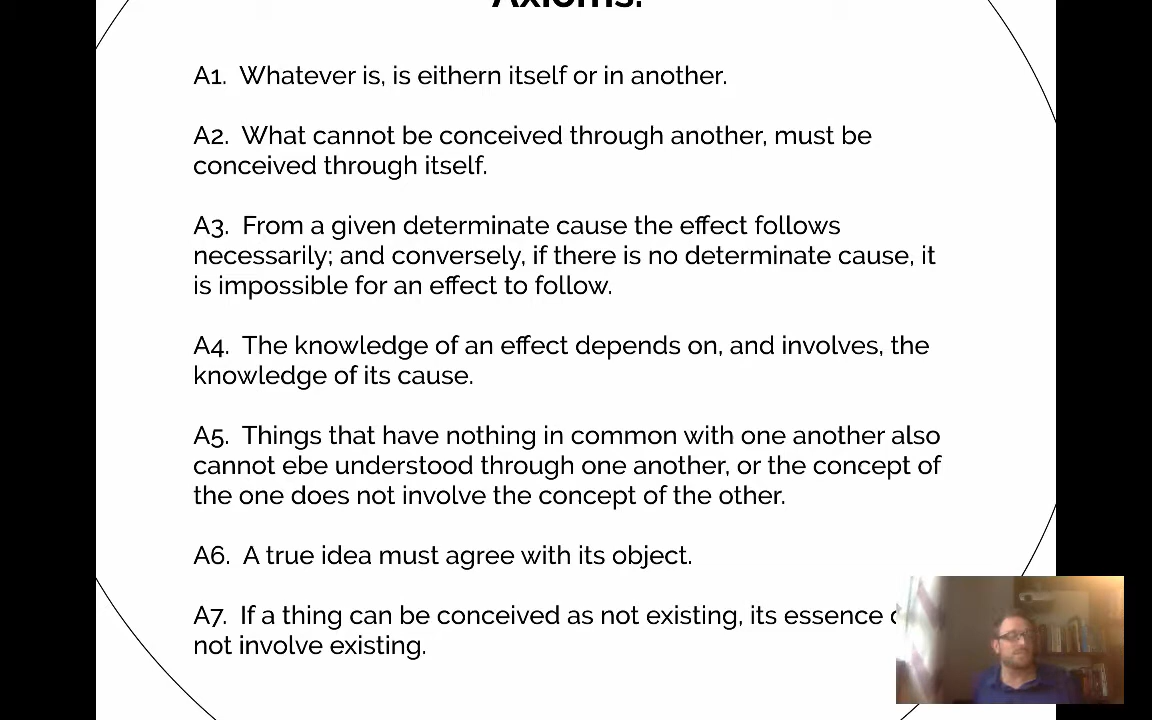 Axioms:
A1. Whatever is, is eithern itself or in another.
A2. What cannot be conceived through another, must be
conceived through itself.
A3. From a given determinate cause the effect follows
necessarily; and conversely, if there is no determinate cause, it
is impossible for an effect to follow.
A4. The knowledge of an effect depends on, and involves, the
knowledge of its cause.
A5. Things that have nothing in common with one another also
cannot ebe understood through one another, or the concept of
the one does not involve the concept of the other.
A6. A true idea must agree with its object.
A7. If a thing can be conceived as not existing, its essence
not involve existing.